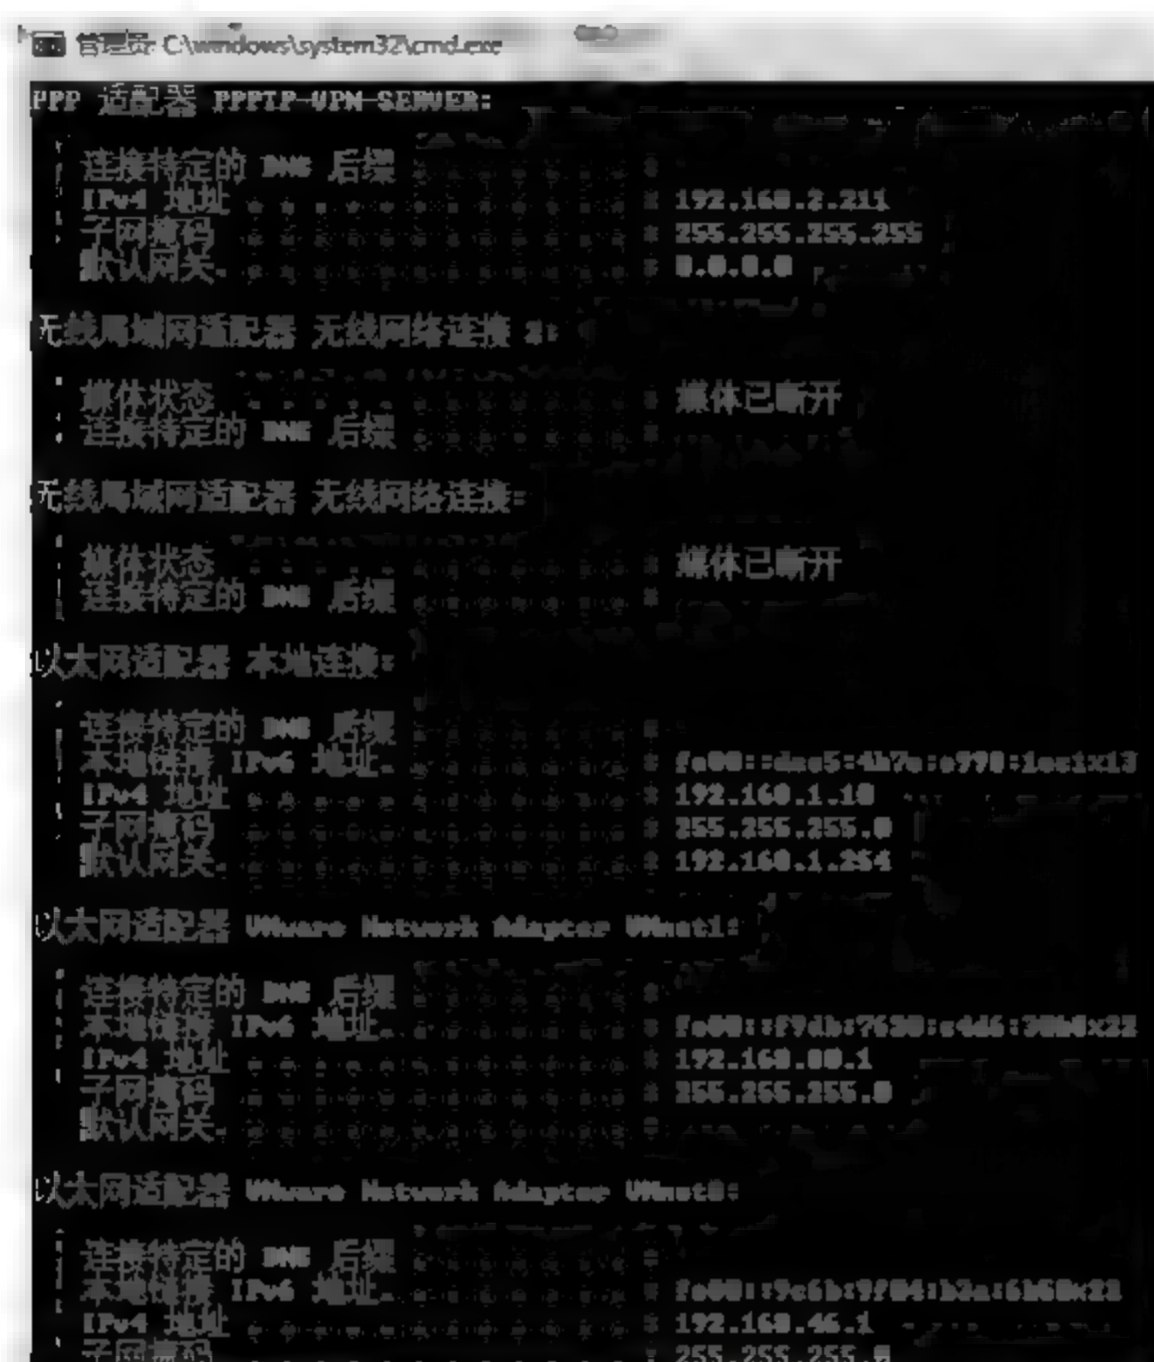 管理员: C:\windows\system32\cmd.exe
PPP 适配器 PPPTP-VPN-SERVER:
连接特定的 DNS 后缀 . . . . . . . :
IPv4 地址 . . . . . . . . . . . . : 192.168.2.211
子网掩码 . . . . . . . . . . . . : 255.255.255.255
默认网关. . . . . . . . . . . . . : 0.0.0.0
无线局域网适配器 无线网络连接 2:
媒体状态 . . . . . . . . . . . . : 媒体已断开
连接特定的 DNS 后缀 . . . . . . . :
无线局域网适配器 无线网络连接:
媒体状态 . . . . . . . . . . . . : 媒体已断开
连接特定的 DNS 后缀 . . . . . . . :
以太网适配器 本地连接:
连接特定的 DNS 后缀 . . . . . . . :
本地链接 IPv6 地址. . . . . . . . :
IPv4 地址 . . . . . . . . . . . . : 192.168.1.10
子网掩码 . . . . . . . . . . . . : 255.255.255.0
默认网关. . . . . . . . . . . . . : 192.168.1.254
以太网适配器 VMware Network Adapter VMnet1:
连接特定的 DNS 后缀 . . . . . . . :
本地链接 IPv6 地址. . . . . . . . :
IPv4 地址 . . . . . . . . . . . . : 192.168.80.1
子网掩码 . . . . . . . . . . . . : 255.255.255.0
默认网关. . . . . . . . . . . . . :
以太网适配器 VMware Network Adapter VMnet8:
连接特定的 DNS 后缀 . . . . . . . :
本地链接 IPv6 地址. . . . . . . . :
IPv4 地址 . . . . . . . . . . . . : 192.168.46.1
子网掩码 . . . . . . . . . . . . : 255.255.255.0